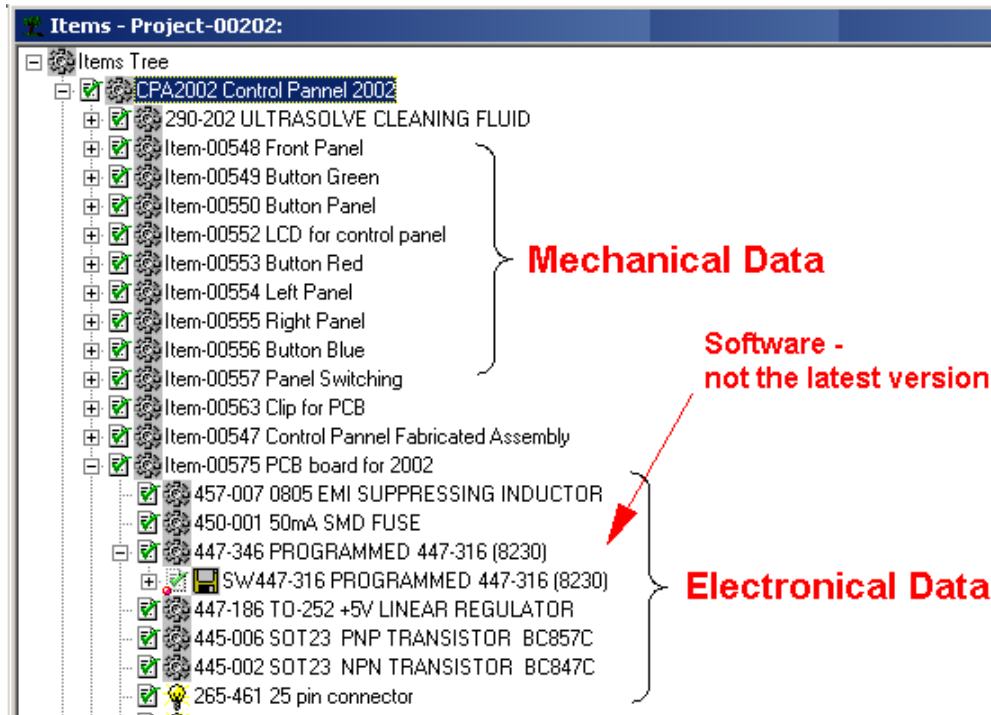 Items - Project-00202:
Items Tree
CPA2002 Control Pannel 2002
290-202 ULTRASOLVE CLEANING FLUID
Item-00548 Front Panel
Item-00549 Button Green
Item-00550 Button Panel
Item-00552 LCD for control panel
Mechanical Data
Item-00553 Button Red
Item-00554 Left Panel
Item-00555 Right Panel
Software -
Item-00556 Button Blue
not the latest version
Item-00557 Panel Switching
Item-00563 Clip for PCB
Item-00547 Control Pannel Fabricated Assembly
Item-00575 PCB board for 2002
457-007 0805 EMI SUPPRESSING INDUCTOR
450-001 50mA SMD FUSE
447-346 PROGRAMMED 447-316 (8230)
SW447-316 PROGRAMMED 447-316 (8230)
Electronical Data
447-186 TO-252 +5V LINEAR REGULATOR
445-006 SOT23 PNP TRANSISTOR BC857C
445-002 SOT23 NPN TRANSISTOR BC847C
265-461 25 pin connector